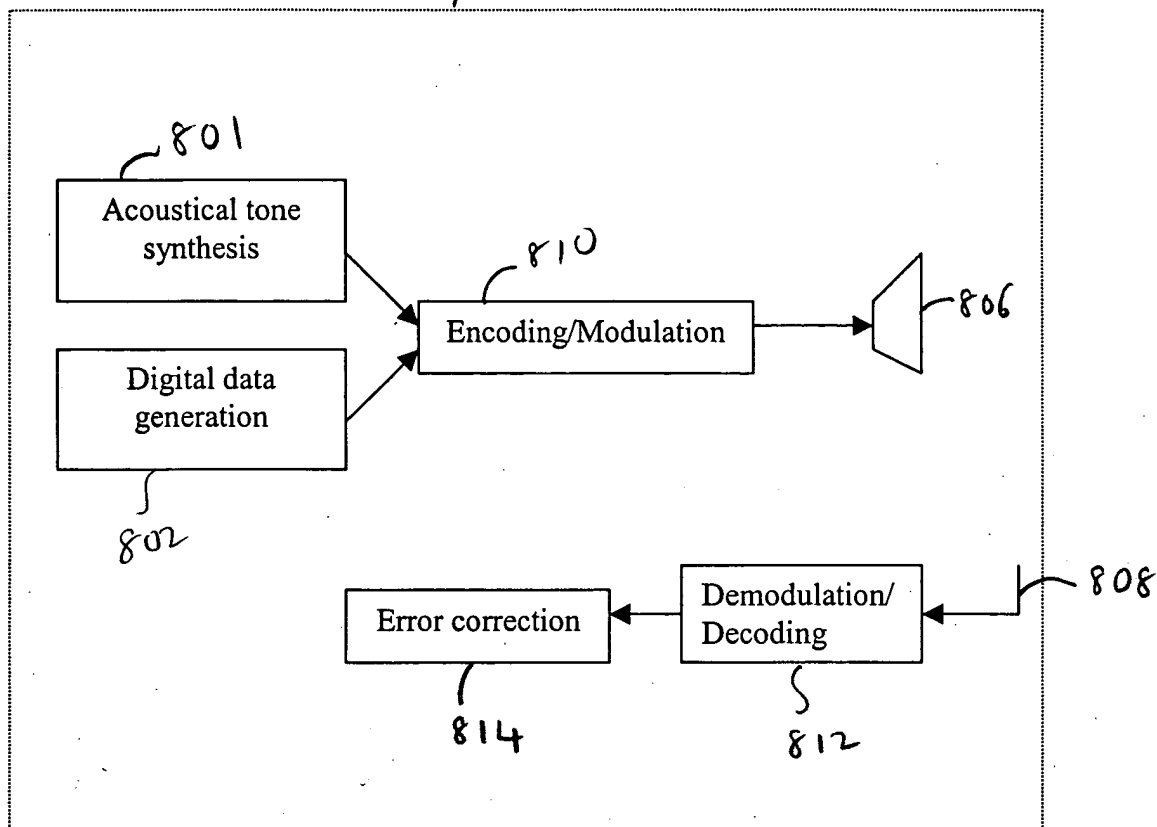 801
Acoustical tone
synthesis
810
Encoding/Modulation
806
Digital data
generation
802
808
Demodulation/
Decoding
Error correction
814
812